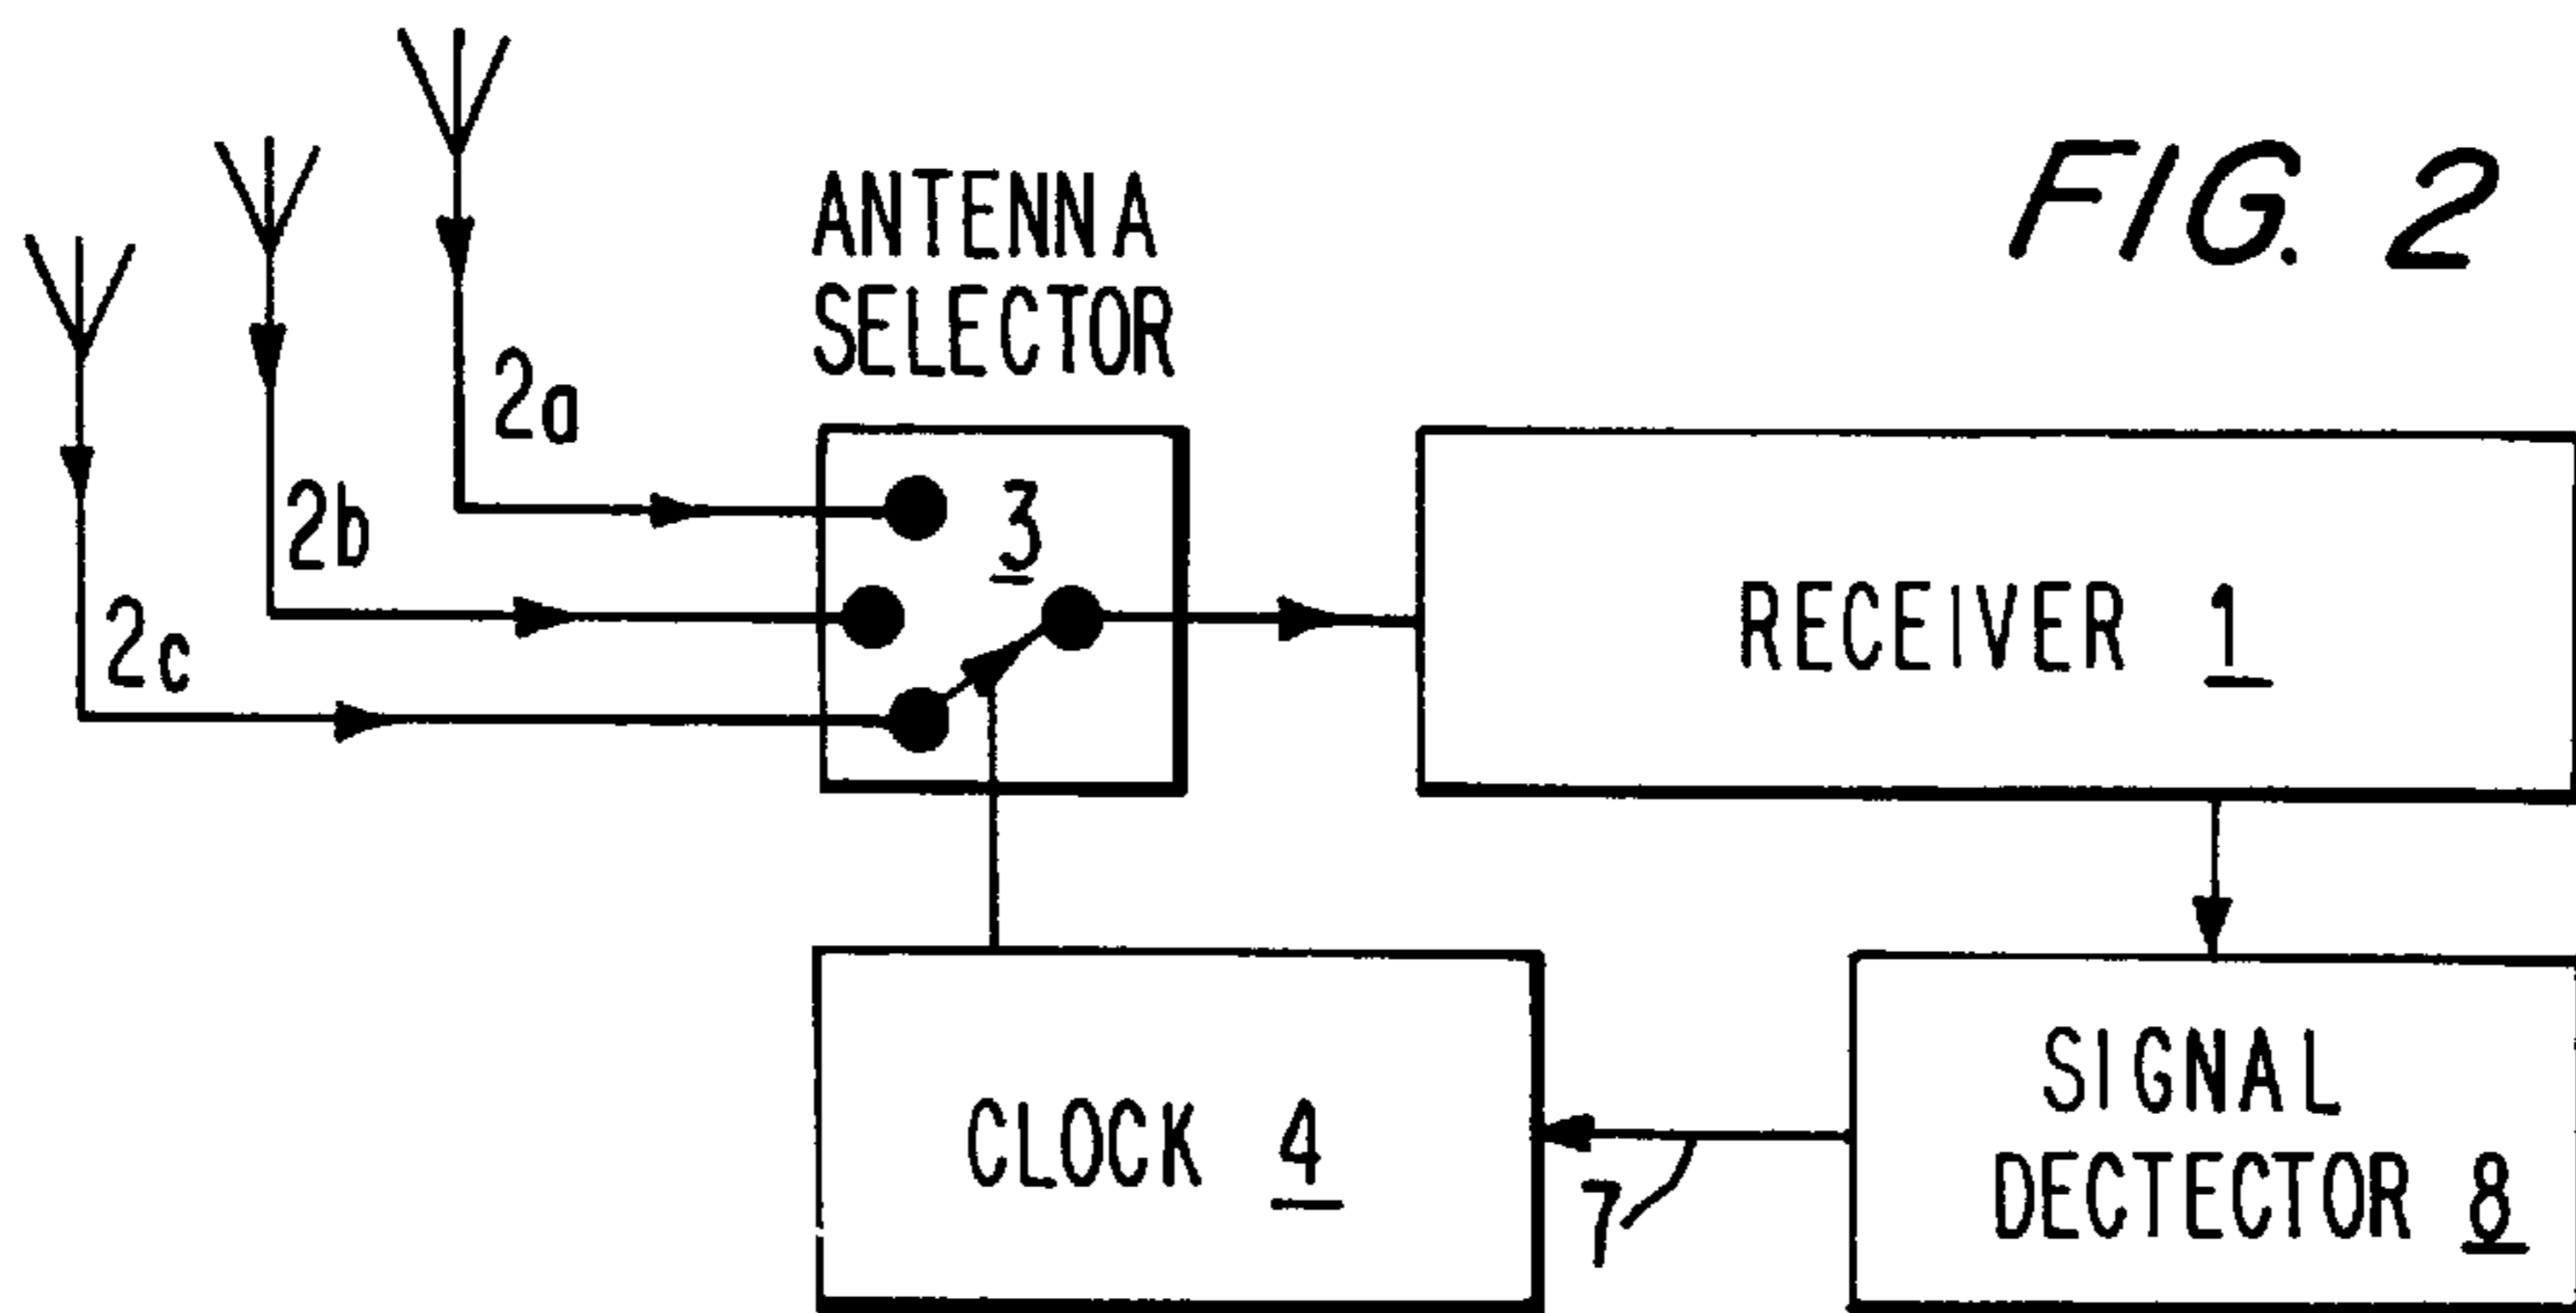 FIG. 2
ANTENNA
SELECTOR
2a
2b
2c
3
RECEIVER 1
CLOCK 4
7
SIGNAL
DECTECTOR 8